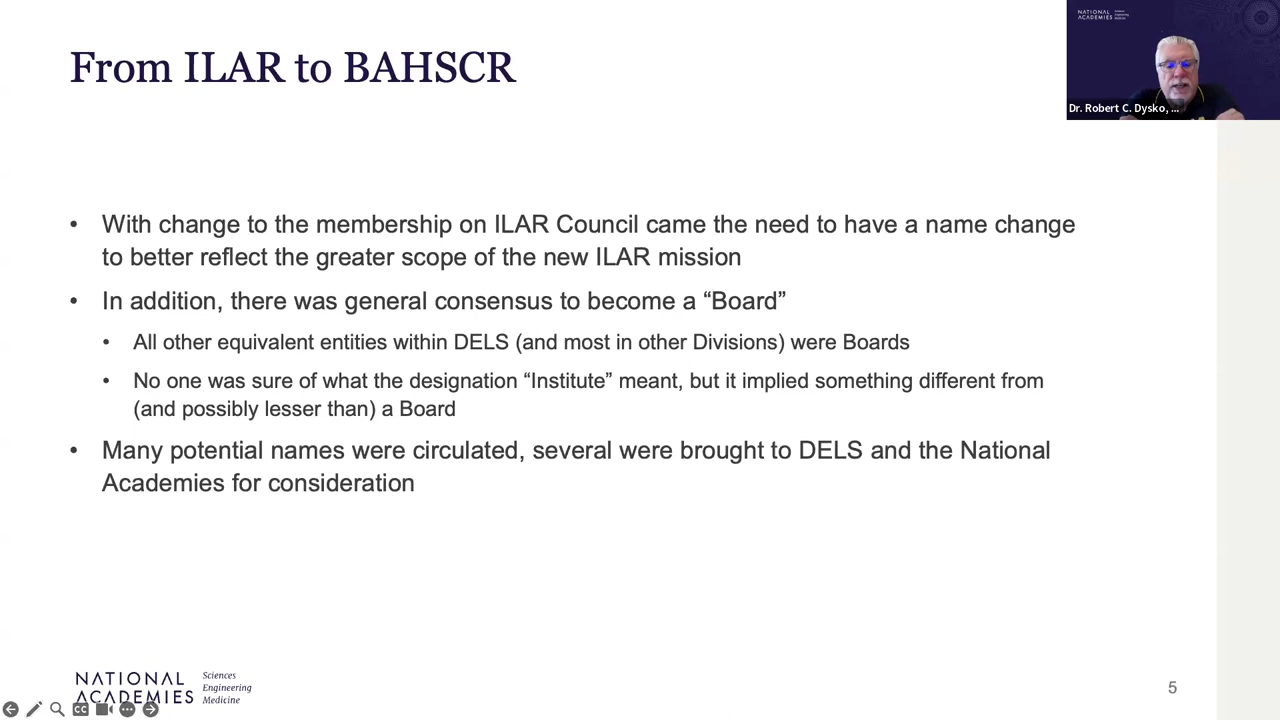 From ILAR to BAHSCR
NATIONAL
ACADEMIES
Sciences
Engineering
Medicine
Dr. Robert C. Dysko, ...
• With change to the membership on ILAR Council came the need to have a name change
to better reflect the greater scope of the new ILAR mission
• In addition, there was general consensus to become a “Board”
• All other equivalent entities within DELS (and most in other Divisions) were Boards
• No one was sure of what the designation “Institute” meant, but it implied something different from
(and possibly lesser than) a Board
• Many potential names were circulated, several were brought to DELS and the National
Academies for consideration
NATIONAL
ACADEMIES
Sciences
Engineering
Medicine
CC
5